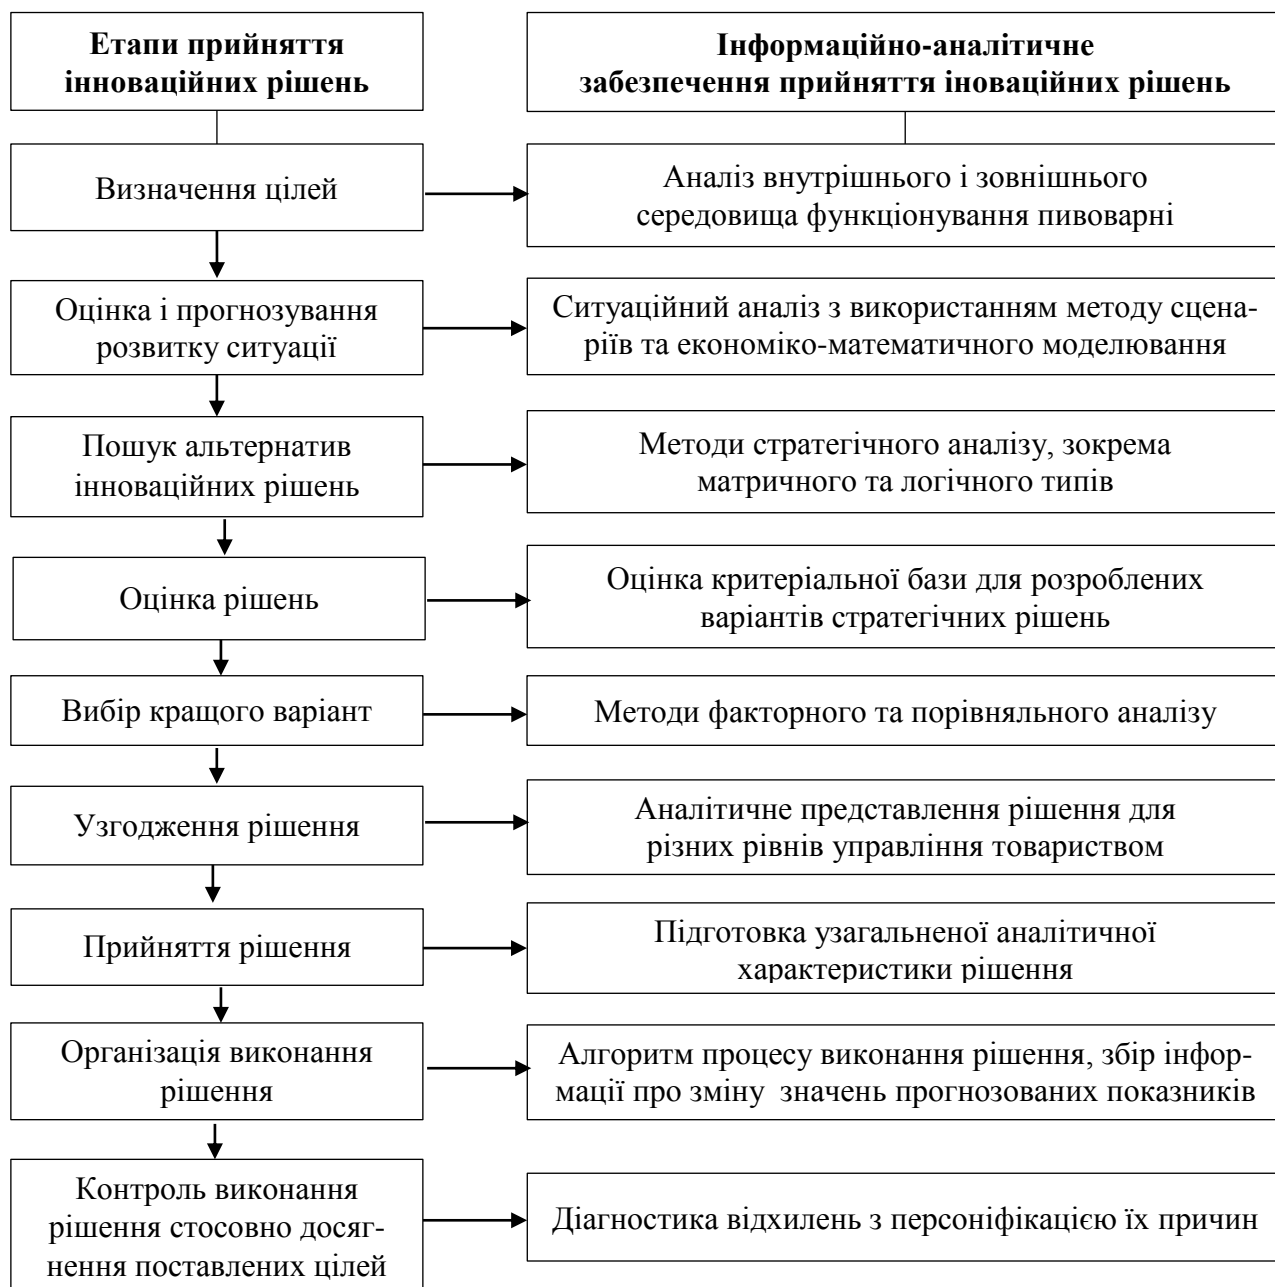 Етапи прийняття
інноваційних рішень
Інформаційно-аналітичне
забезпечення прийняття іноваційних рішень
Визначення цілей
Аналіз внутрішнього і зовнішнього
середовища функціонування пивоварні
Оцінка і прогнозування
розвитку ситуації
Ситуаційний аналіз з використанням методу сцена-
ріїв та економіко-математичного моделювання
Пошук альтернатив
інноваційних рішень
Методи стратегічного аналізу, зокрема
матричного та логічного типів
Оцінка рішень
Оцінка критеріальної бази для розроблених
варіантів стратегічних рішень
Вибір кращого варіант
Методи факторного та порівняльного аналізу
Узгодження рішення
Аналітичне представлення рішення для
різних рівнів управління товариством
Прийняття рішення
Підготовка узагальненої аналітичної
характеристики рішення
Організація виконання
рішення
Алгоритм процесу виконання рішення, збір інфор-
мації про зміну  значень прогнозованих показників
Контроль виконання
рішення стосовно досяг-
нення поставлених цілей
Діагностика відхилень з персоніфікацією їх причин